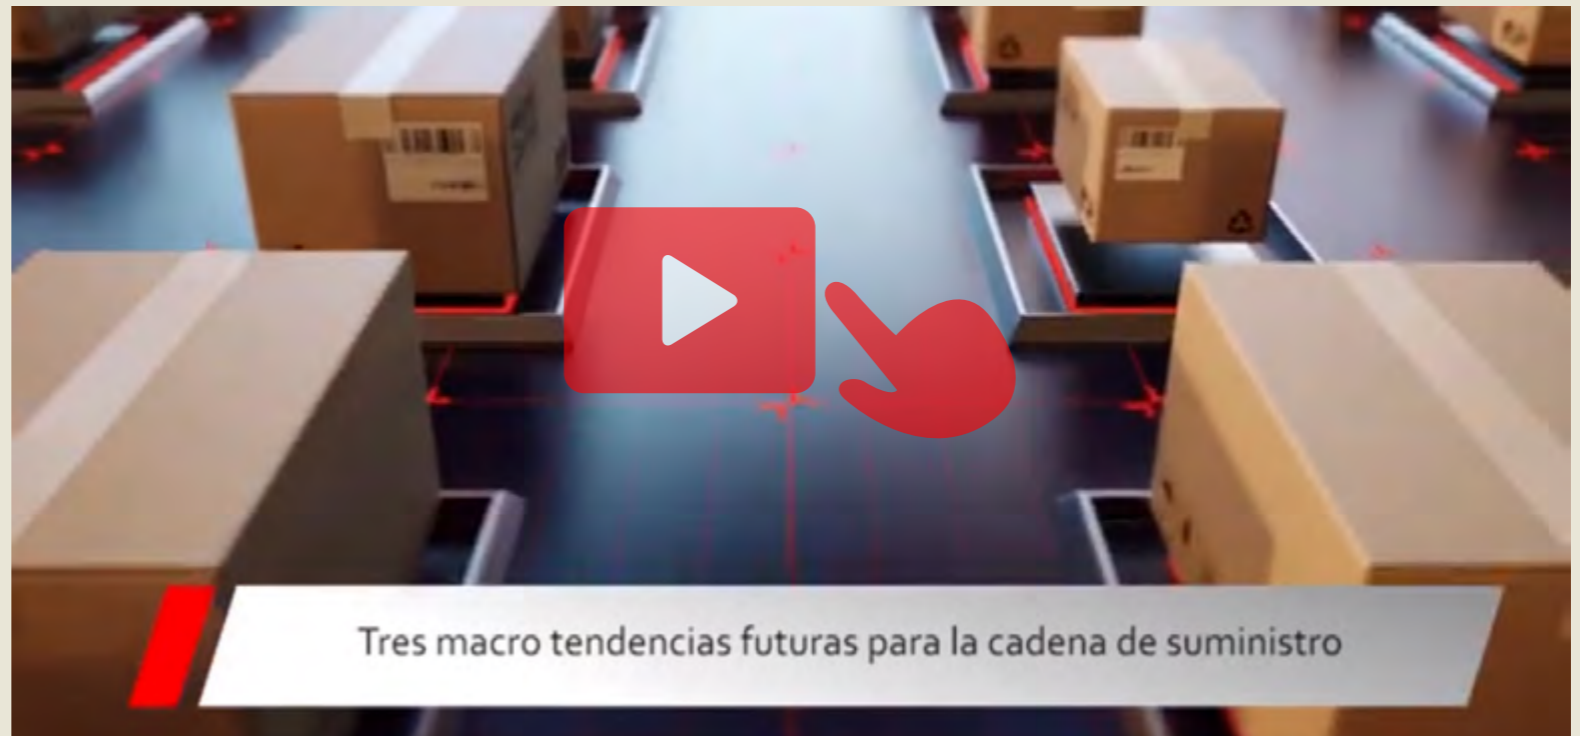 Tres macro tendencias futuras para la cadena de suministro